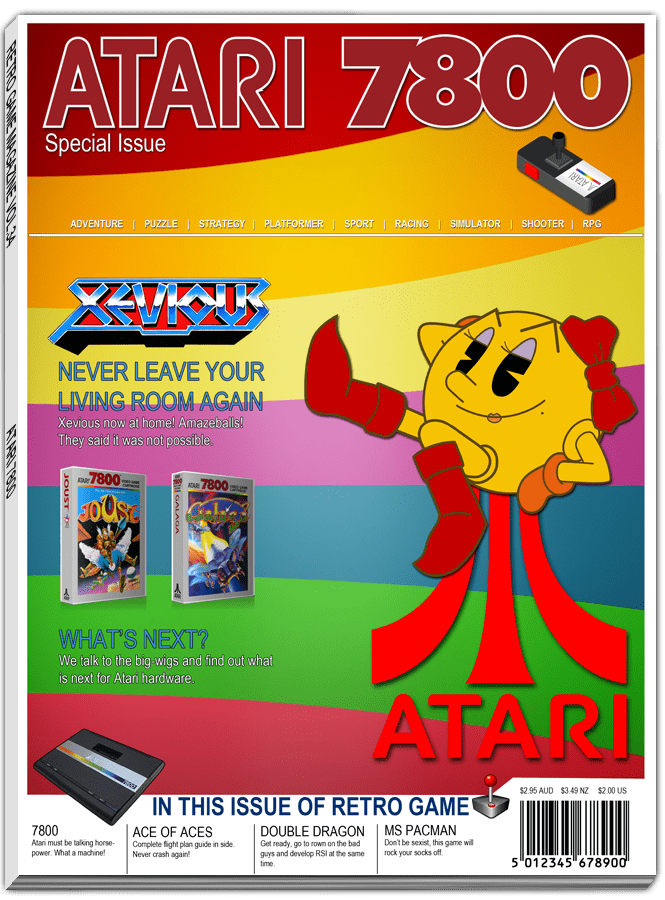 ATARI 7800
Special Issue
ATARI
ADVENTURE | PUZZLE | STRATEGY | PLATFORMER | SPORT | RACING | SIMULATOR | SHOOTER | RPG
RETRO GAME MAGAZINE VOL.24
ATARI 7800
XEVIOUS
NEVER LEAVE YOUR
LIVING ROOM AGAIN
Xevious now at home! Amazeballs!
They said it was not possible.
ATARI 7800
JOUST
JOUST
ATARI 7800
GALAGA
Galaga
WHAT'S NEXT?
We talk to the big-wigs and find out what
is next for Atari hardware.
ATARI
IN THIS ISSUE OF RETRO GAME
7800
Atari must be talking horse-
power. What a machine!
ACE OF ACES
Complete flight plan guide in side.
Never crash again!
DOUBLE DRAGON
Get ready, go to rown on the bad
guys and develop RSI at the same
time.
MS PACMAN
Don't be sexist, this game will
rock your socks off.
$2.95 AUD $3.49 NZ $2.00 US
5 012345 678900